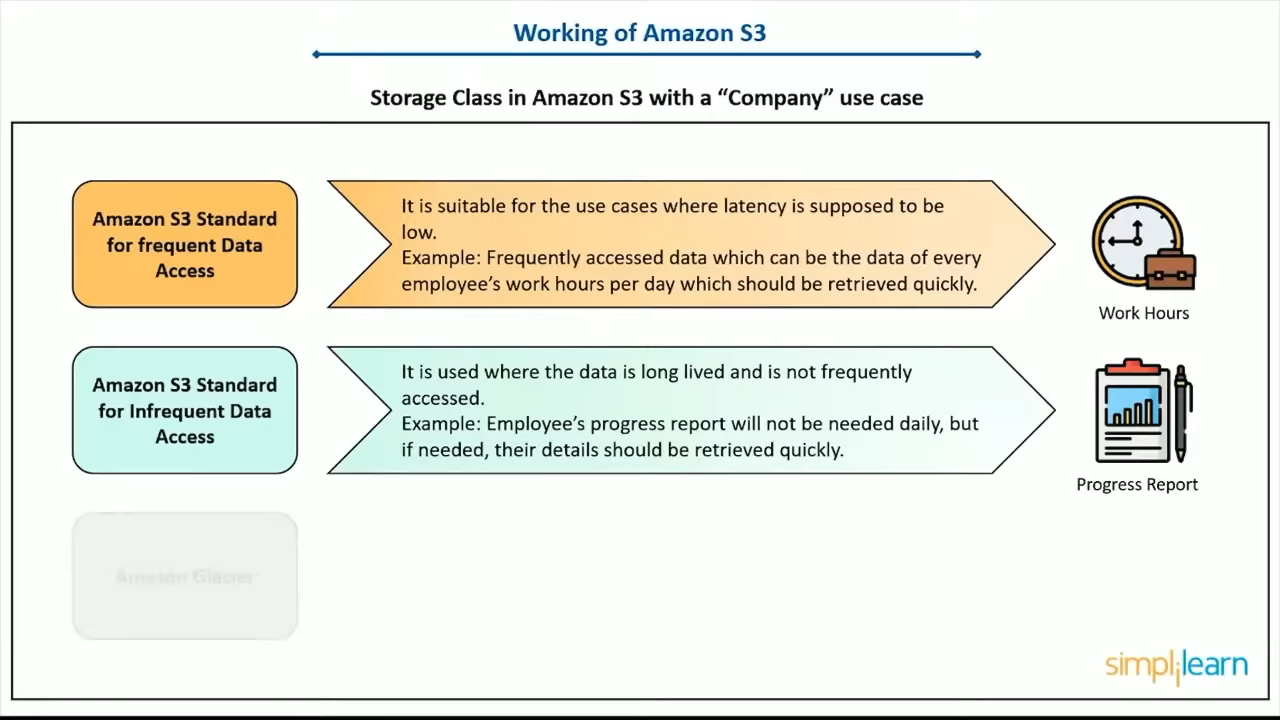 Working of Amazon S3
Storage Class in Amazon S3 with a “Company” use case
Amazon S3 Standard
for frequent Data
Access
It is suitable for the use cases where latency is supposed to be
low.
Example: Frequently accessed data which can be the data of every
employee’s work hours per day which should be retrieved quickly.
Work Hours
Amazon S3 Standard
for Infrequent Data
Access
It is used where the data is long lived and is not frequently
accessed.
Example: Employee’s progress report will not be needed daily, but
if needed, their details should be retrieved quickly.
Progress Report
Amazon Glacier
simplilearn